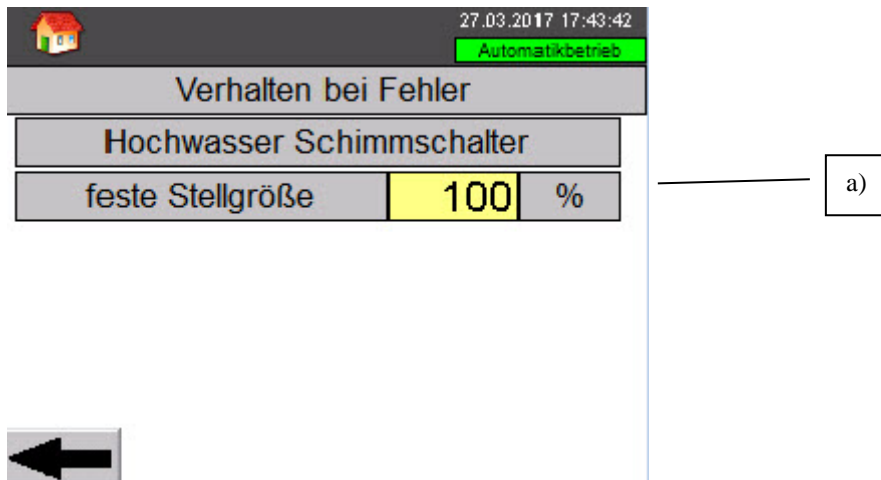 27.03.2017 17:43:42
Automatikbetrieb
Verhalten bei Fehler
Hochwasser Schimmschalter
feste Stellgröße 100 %
a)